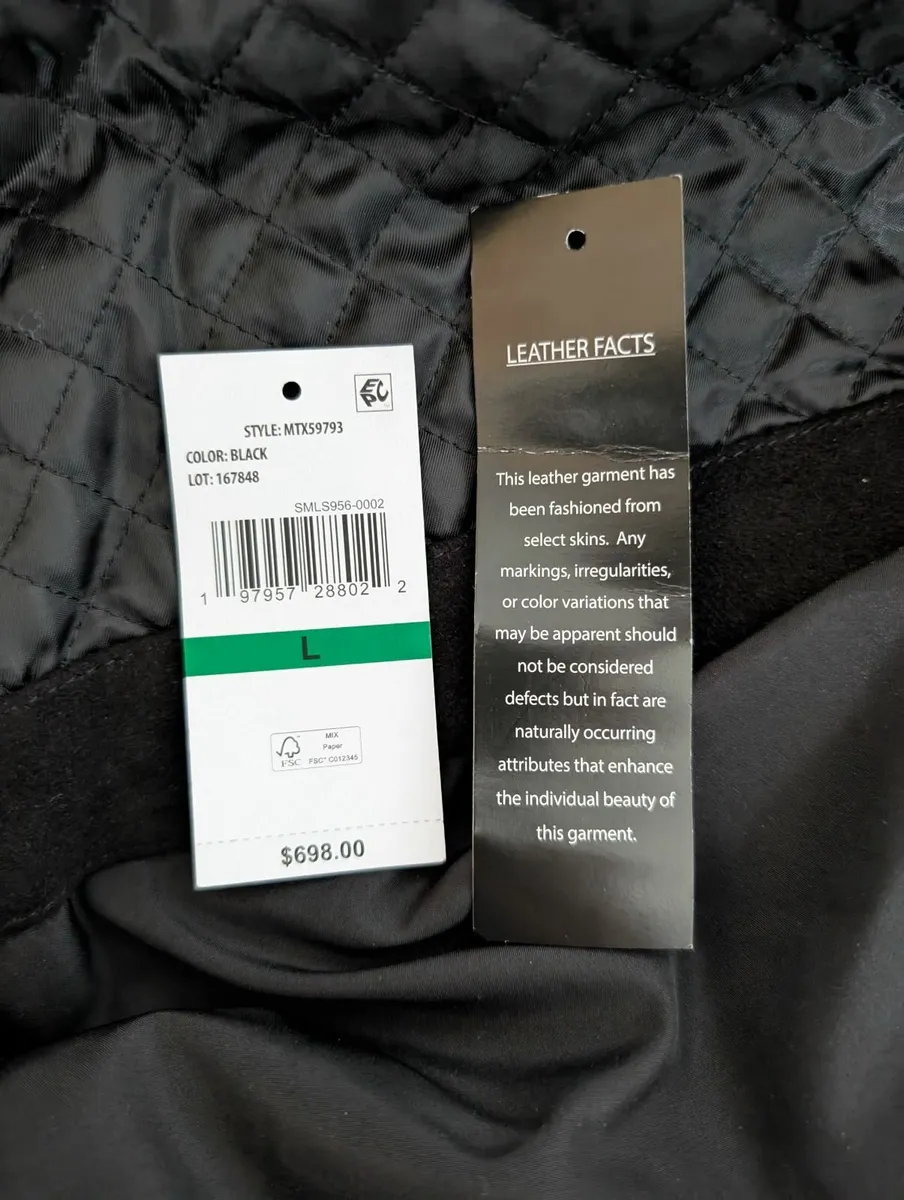 EPC
STYLE: MTX59793
COLOR: BLACK
LOT: 167848
SMLS956-0002
1 97957 28802 2
L
MIX
Paper
FSC
FSC® C012345
$698.00
LEATHER FACTS
This leather garment has
been fashioned from
select skins. Any
markings, irregularities,
or color variations that
may be apparent should
not be considered
defects but in fact are
naturally occurring
attributes that enhance
the individual beauty of
this garment.